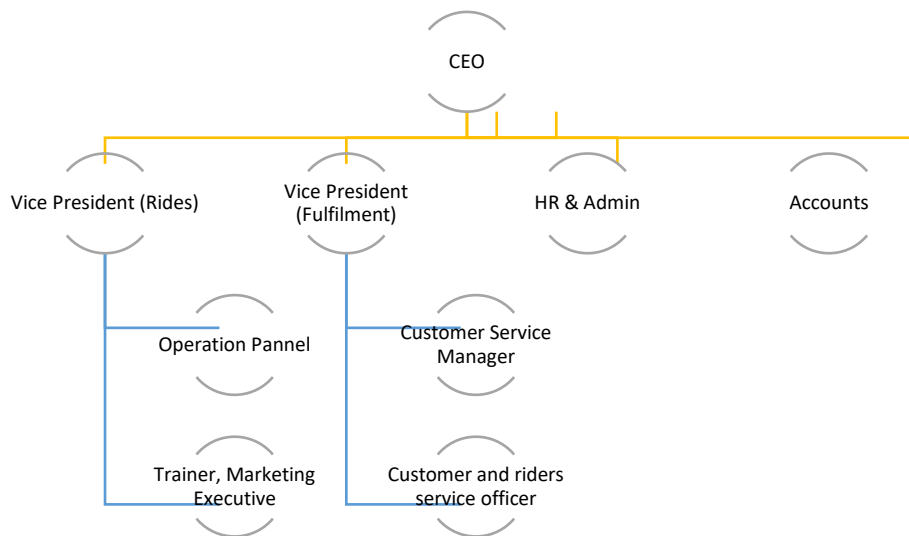 CEO
Vice President (Rides)
Vice President
(Fulfilment)
HR & Admin
Accounts
Operation Pannel
Customer Service
Manager
Trainer, Marketing
Executive
Customer and riders
service officer